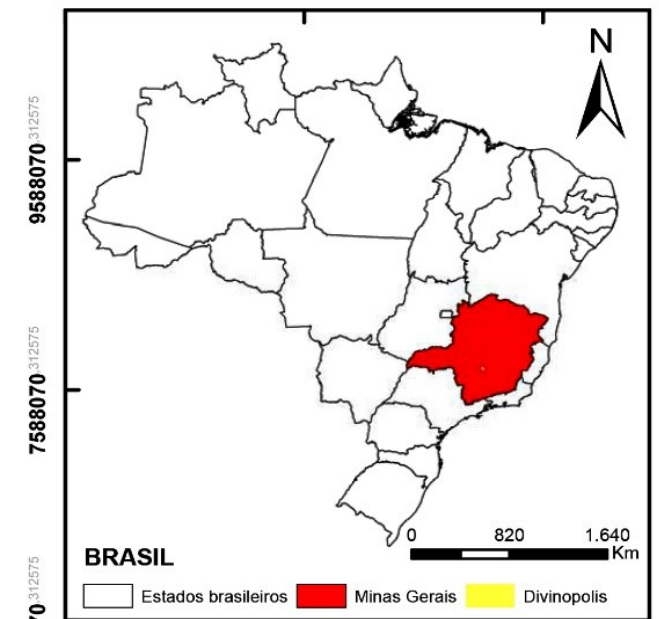 N
9588070,312575
7588070,312575
0 820 1.640
Km
BRASIL
Estados brasileiros Minas Gerais Divinopolis